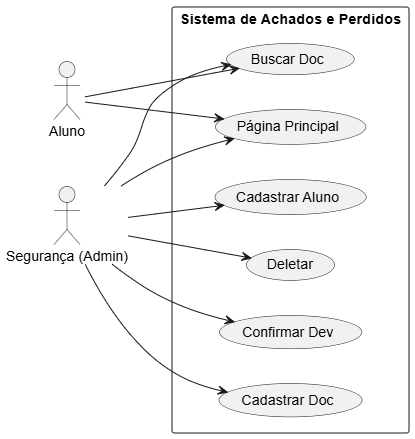 Sistema de Achados e Perdidos
Buscar Doc
Aluno
Página Principal
Cadastrar Aluno
Segurança (Admin)
Deletar
Confirmar Dev
Cadastrar Doc